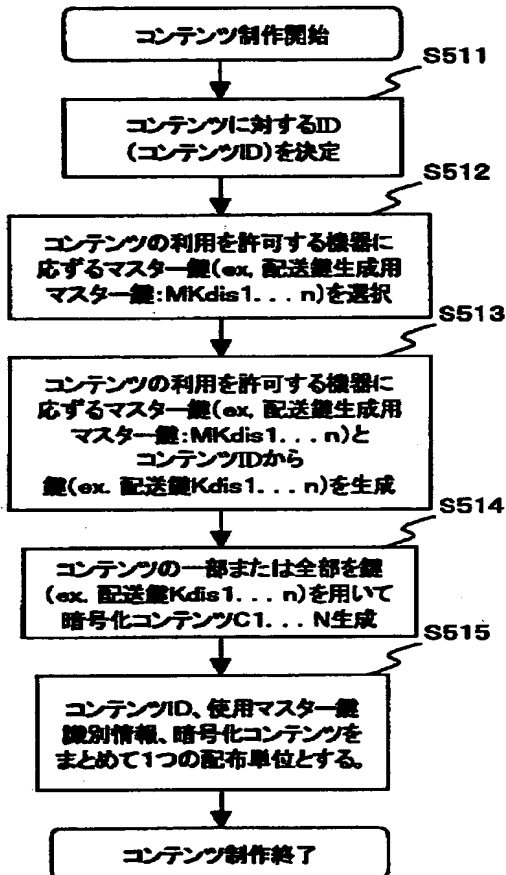 コンテンツ制作開始
S511
コンテンツに対するID
(コンテンツID)を決定
S512
コンテンツの利用を許可する機器に
応ずるマスター鍵(ex. 配送鍵生成用
マスター鍵:MKdis1. . . n)を選択
S513
コンテンツの利用を許可する機器に
応ずるマスター鍵(ex. 配送鍵生成用
マスター鍵:MKdis1. . . n)と
コンテンツIDから
鍵(ex. 配送鍵Kdis1. . . n)を生成
S514
コンテンツの一部または全部を鍵
(ex. 配送鍵Kdis1. . . n)を用いて
暗号化コンテンツC1. . . N生成
S515
コンテンツID、使用マスター鍵
識別情報、暗号化コンテンツを
まとめて1つの配布単位とする。
コンテンツ制作終了